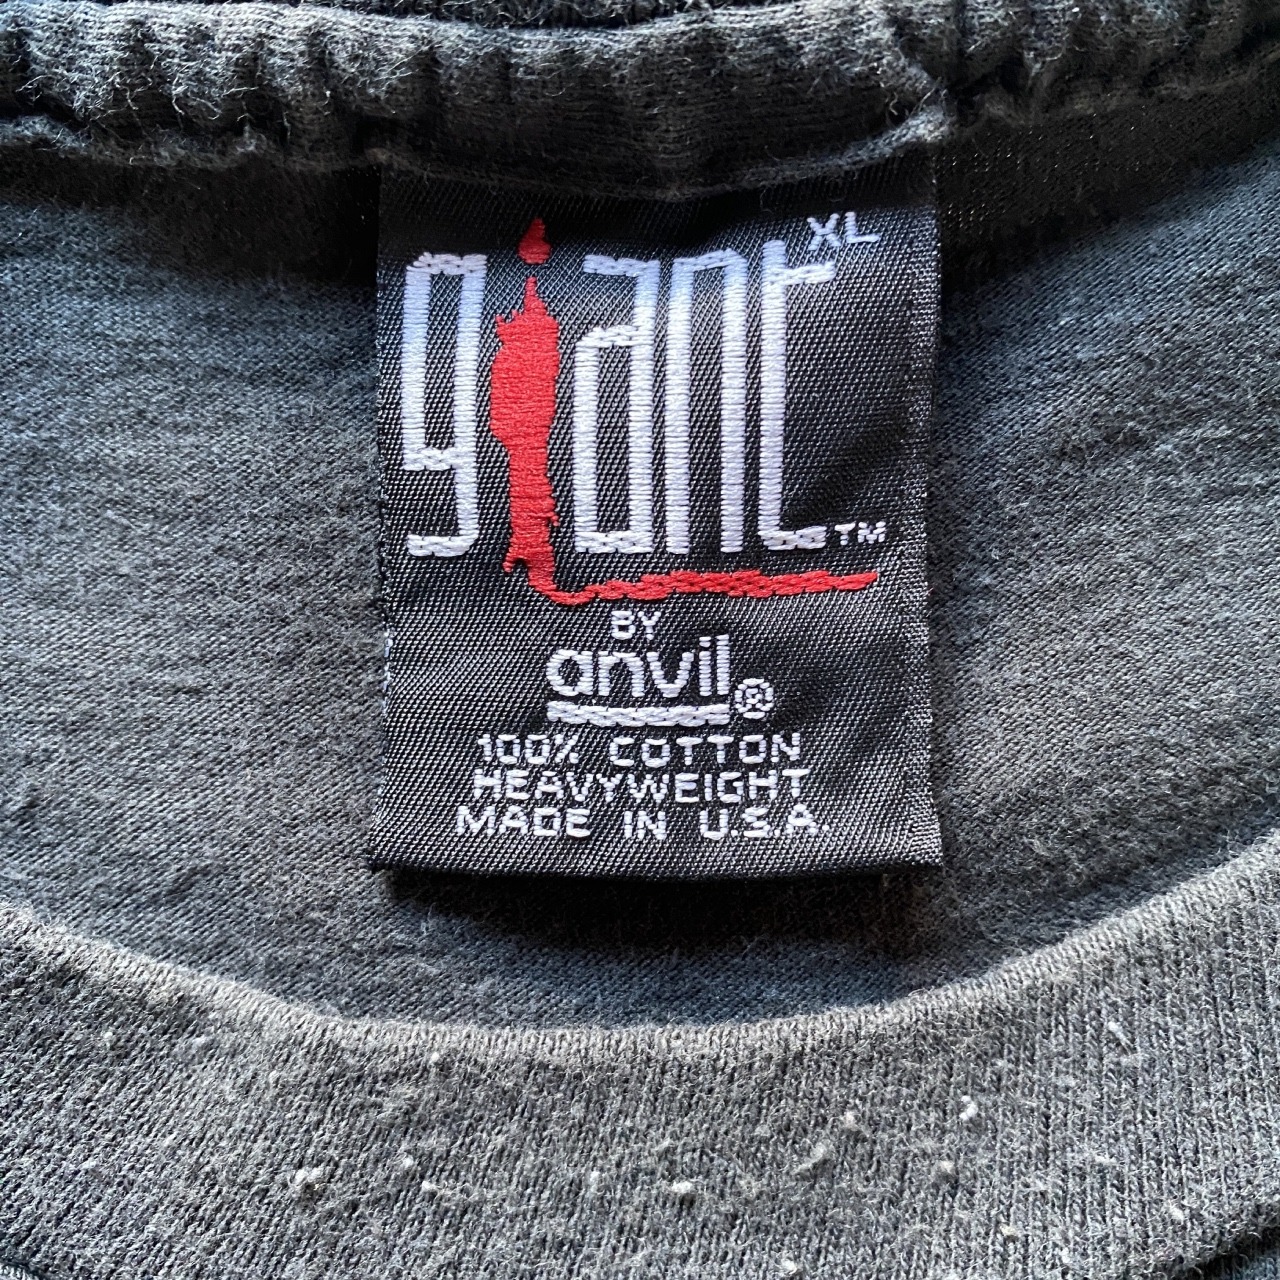 giant XL
TM
BY
anvil®
100% COTTON
HEAVYWEIGHT
MADE IN U.S.A.